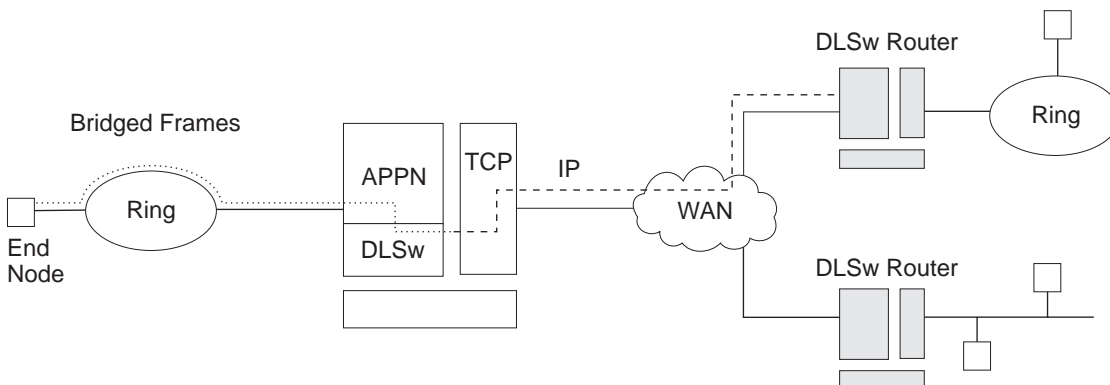 DLSw Router
Bridged Frames
Ring
TCP
APPN
IP
Ring
WAN
End
Node
DLSw
DLSw Router